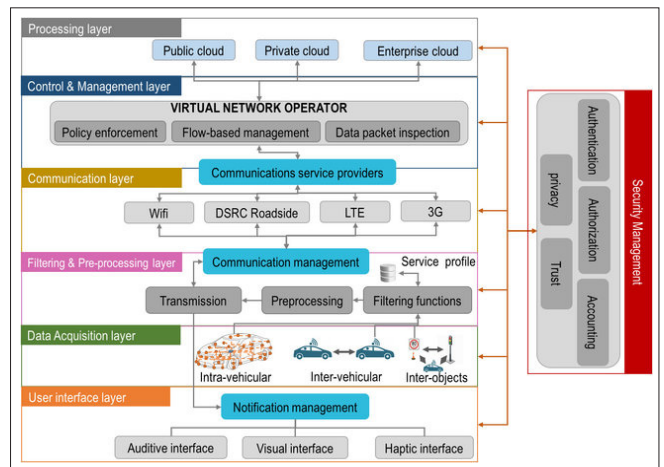 Processing layer
Public cloud
Private cloud
Enterprise cloud
Control & Management layer
VIRTUAL NETWORK OPERATOR
Policy enforcement
Flow-based management
Data packet inspection
Communications service providers
Communication layer
Wifi
DSRC Roadside
LTE
3G
Filtering & Pre-processing layer
Communication management
Service profile
Transmission
Preprocessing
Filtering functions
Data Acquisition layer
Intra-vehicular
Inter-vehicular
Inter-objects
User interface layer
Notification management
Auditive interface
Visual interface
Haptic interface
Authentication
privacy
Authorization
Trust
Accounting
Security Management